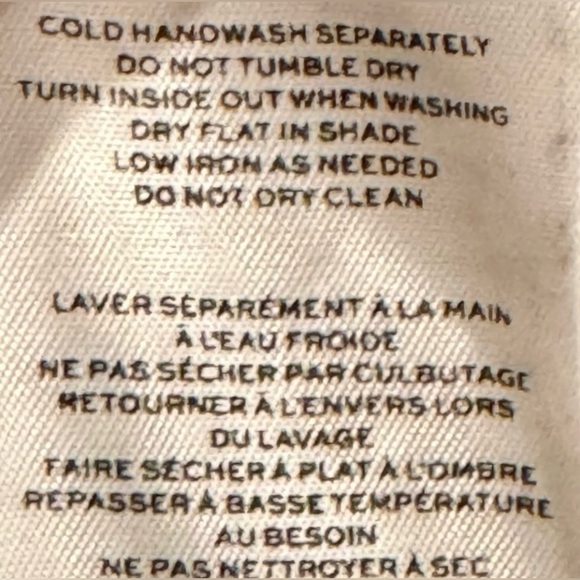 COLD HANDWASH SEPARATELY
DO NOT TUMBLE DRY
TURN INSIDE OUT WHEN WASHING
DRY FLAT IN SHADE
LOW IRON AS NEEDED
DO NOT DRY CLEAN
LAVER SÉPARÉMENT À LA MAIN
À L'EAU FROIDE
NE PAS SÉCHER PAR CULBUTAGE
RETOURNER À L'ENVERS LORS
DU LAVAGE
FAIRE SÉCHER À PLAT À L'OMBRE
REPASSER À BASSE TEMPÉRATURE
AU BESOIN
NE PAS NETTROYER À SEC